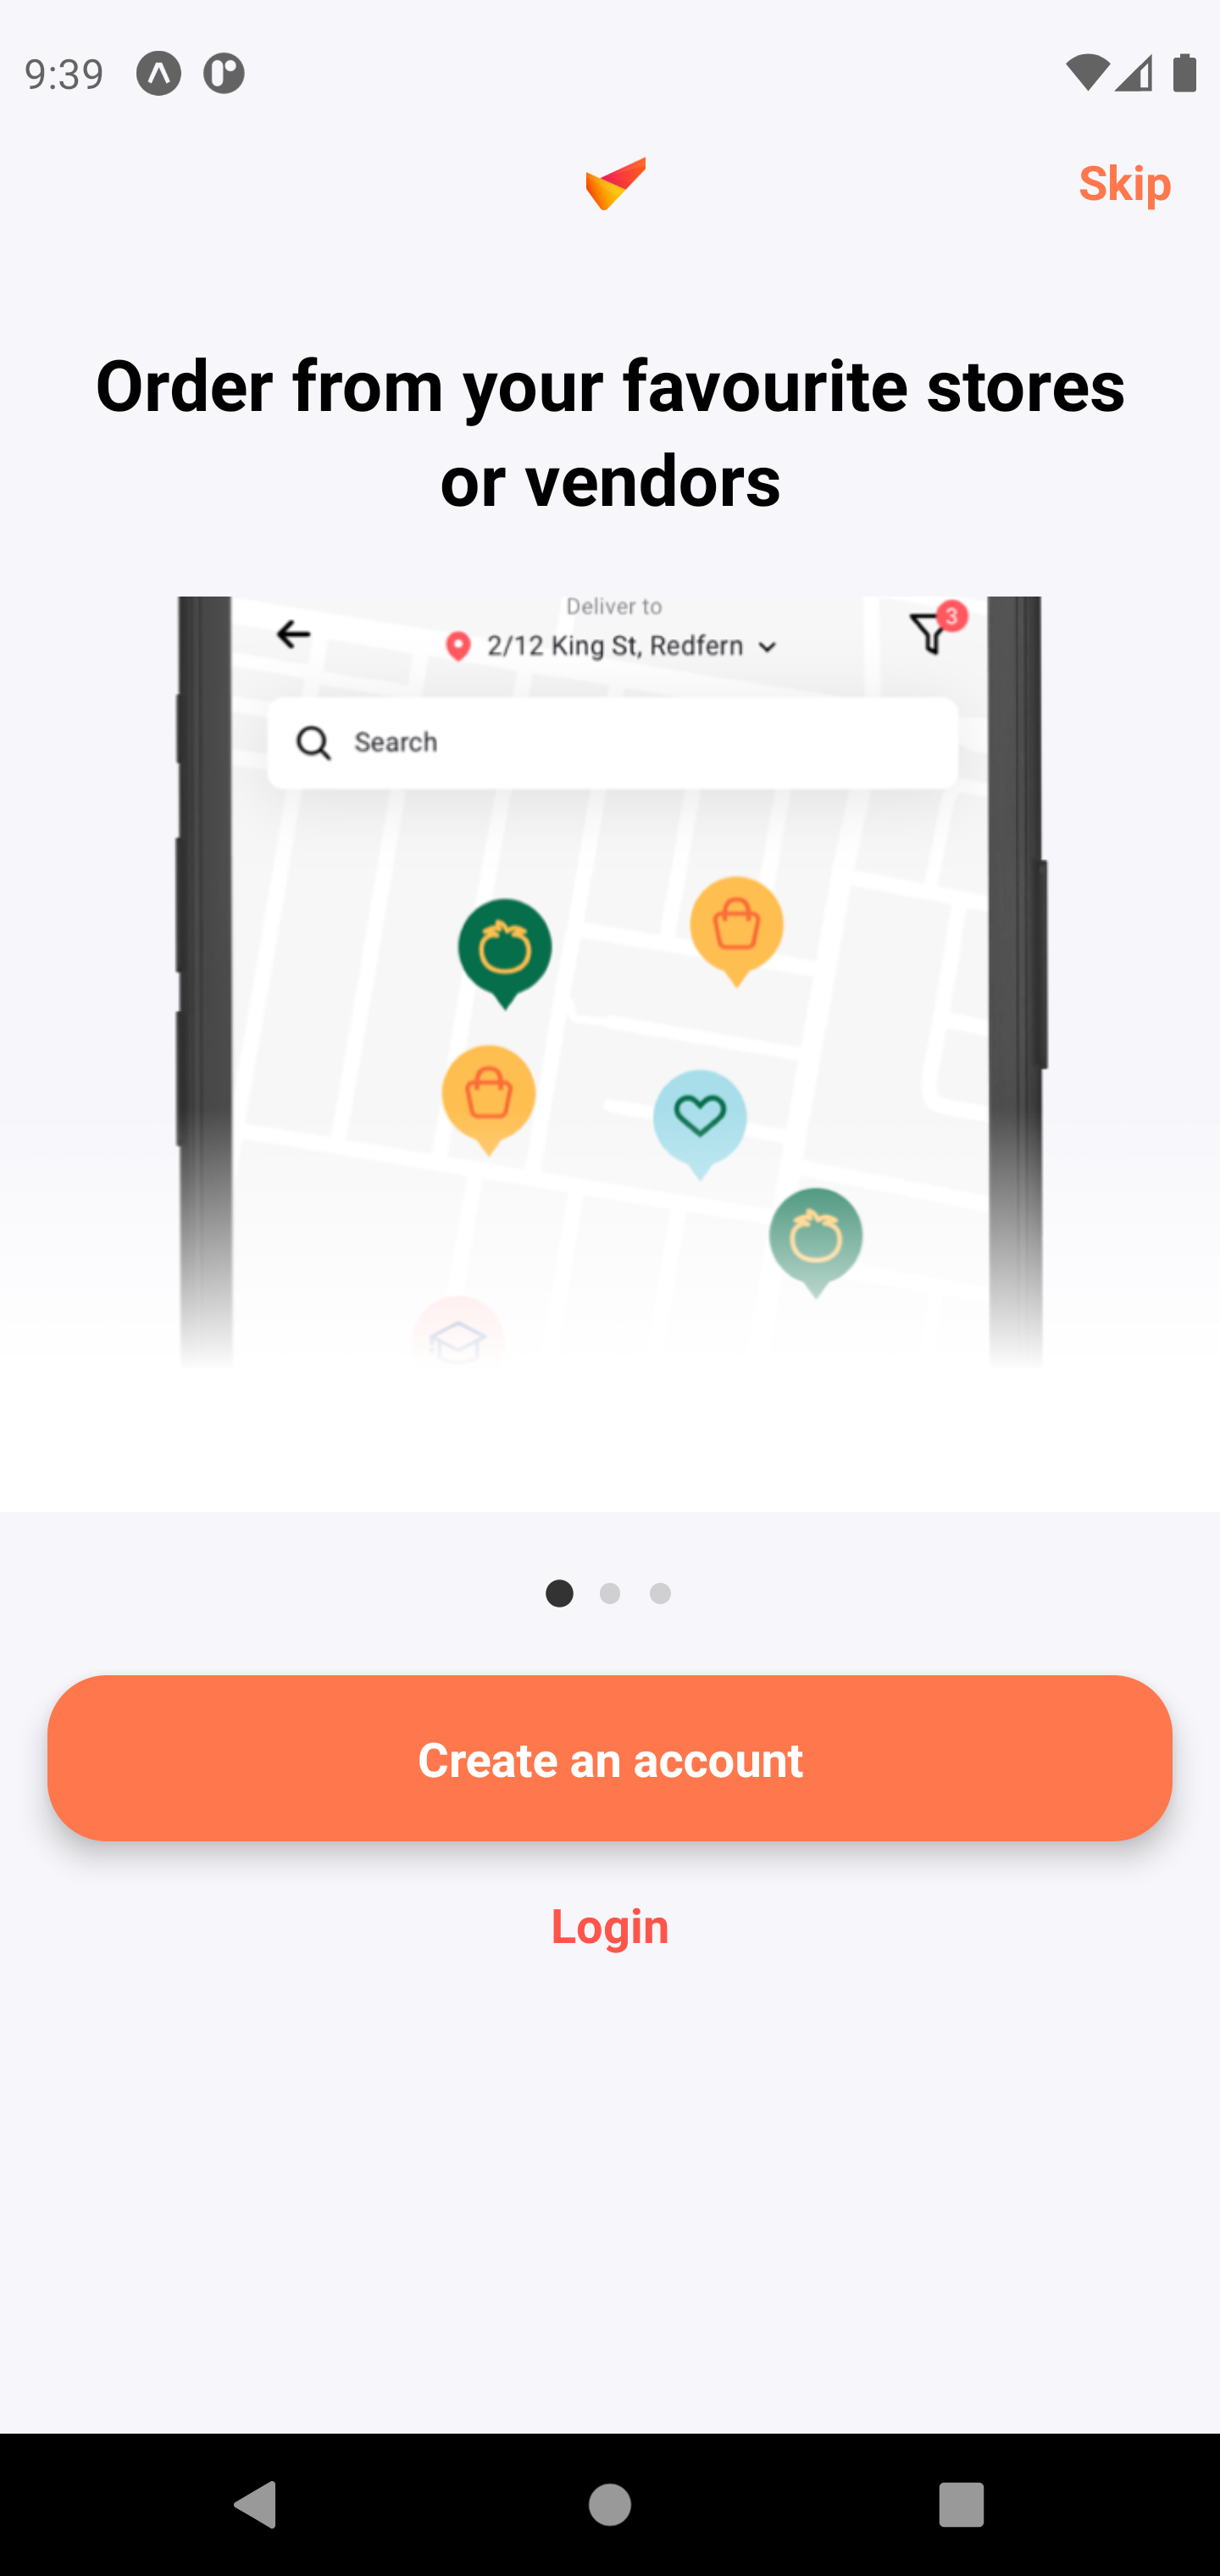 9:39
Skip
Order from your favourite stores
or vendors
Deliver to
2/12 King St, Redfern
3
Search
Create an account
Login